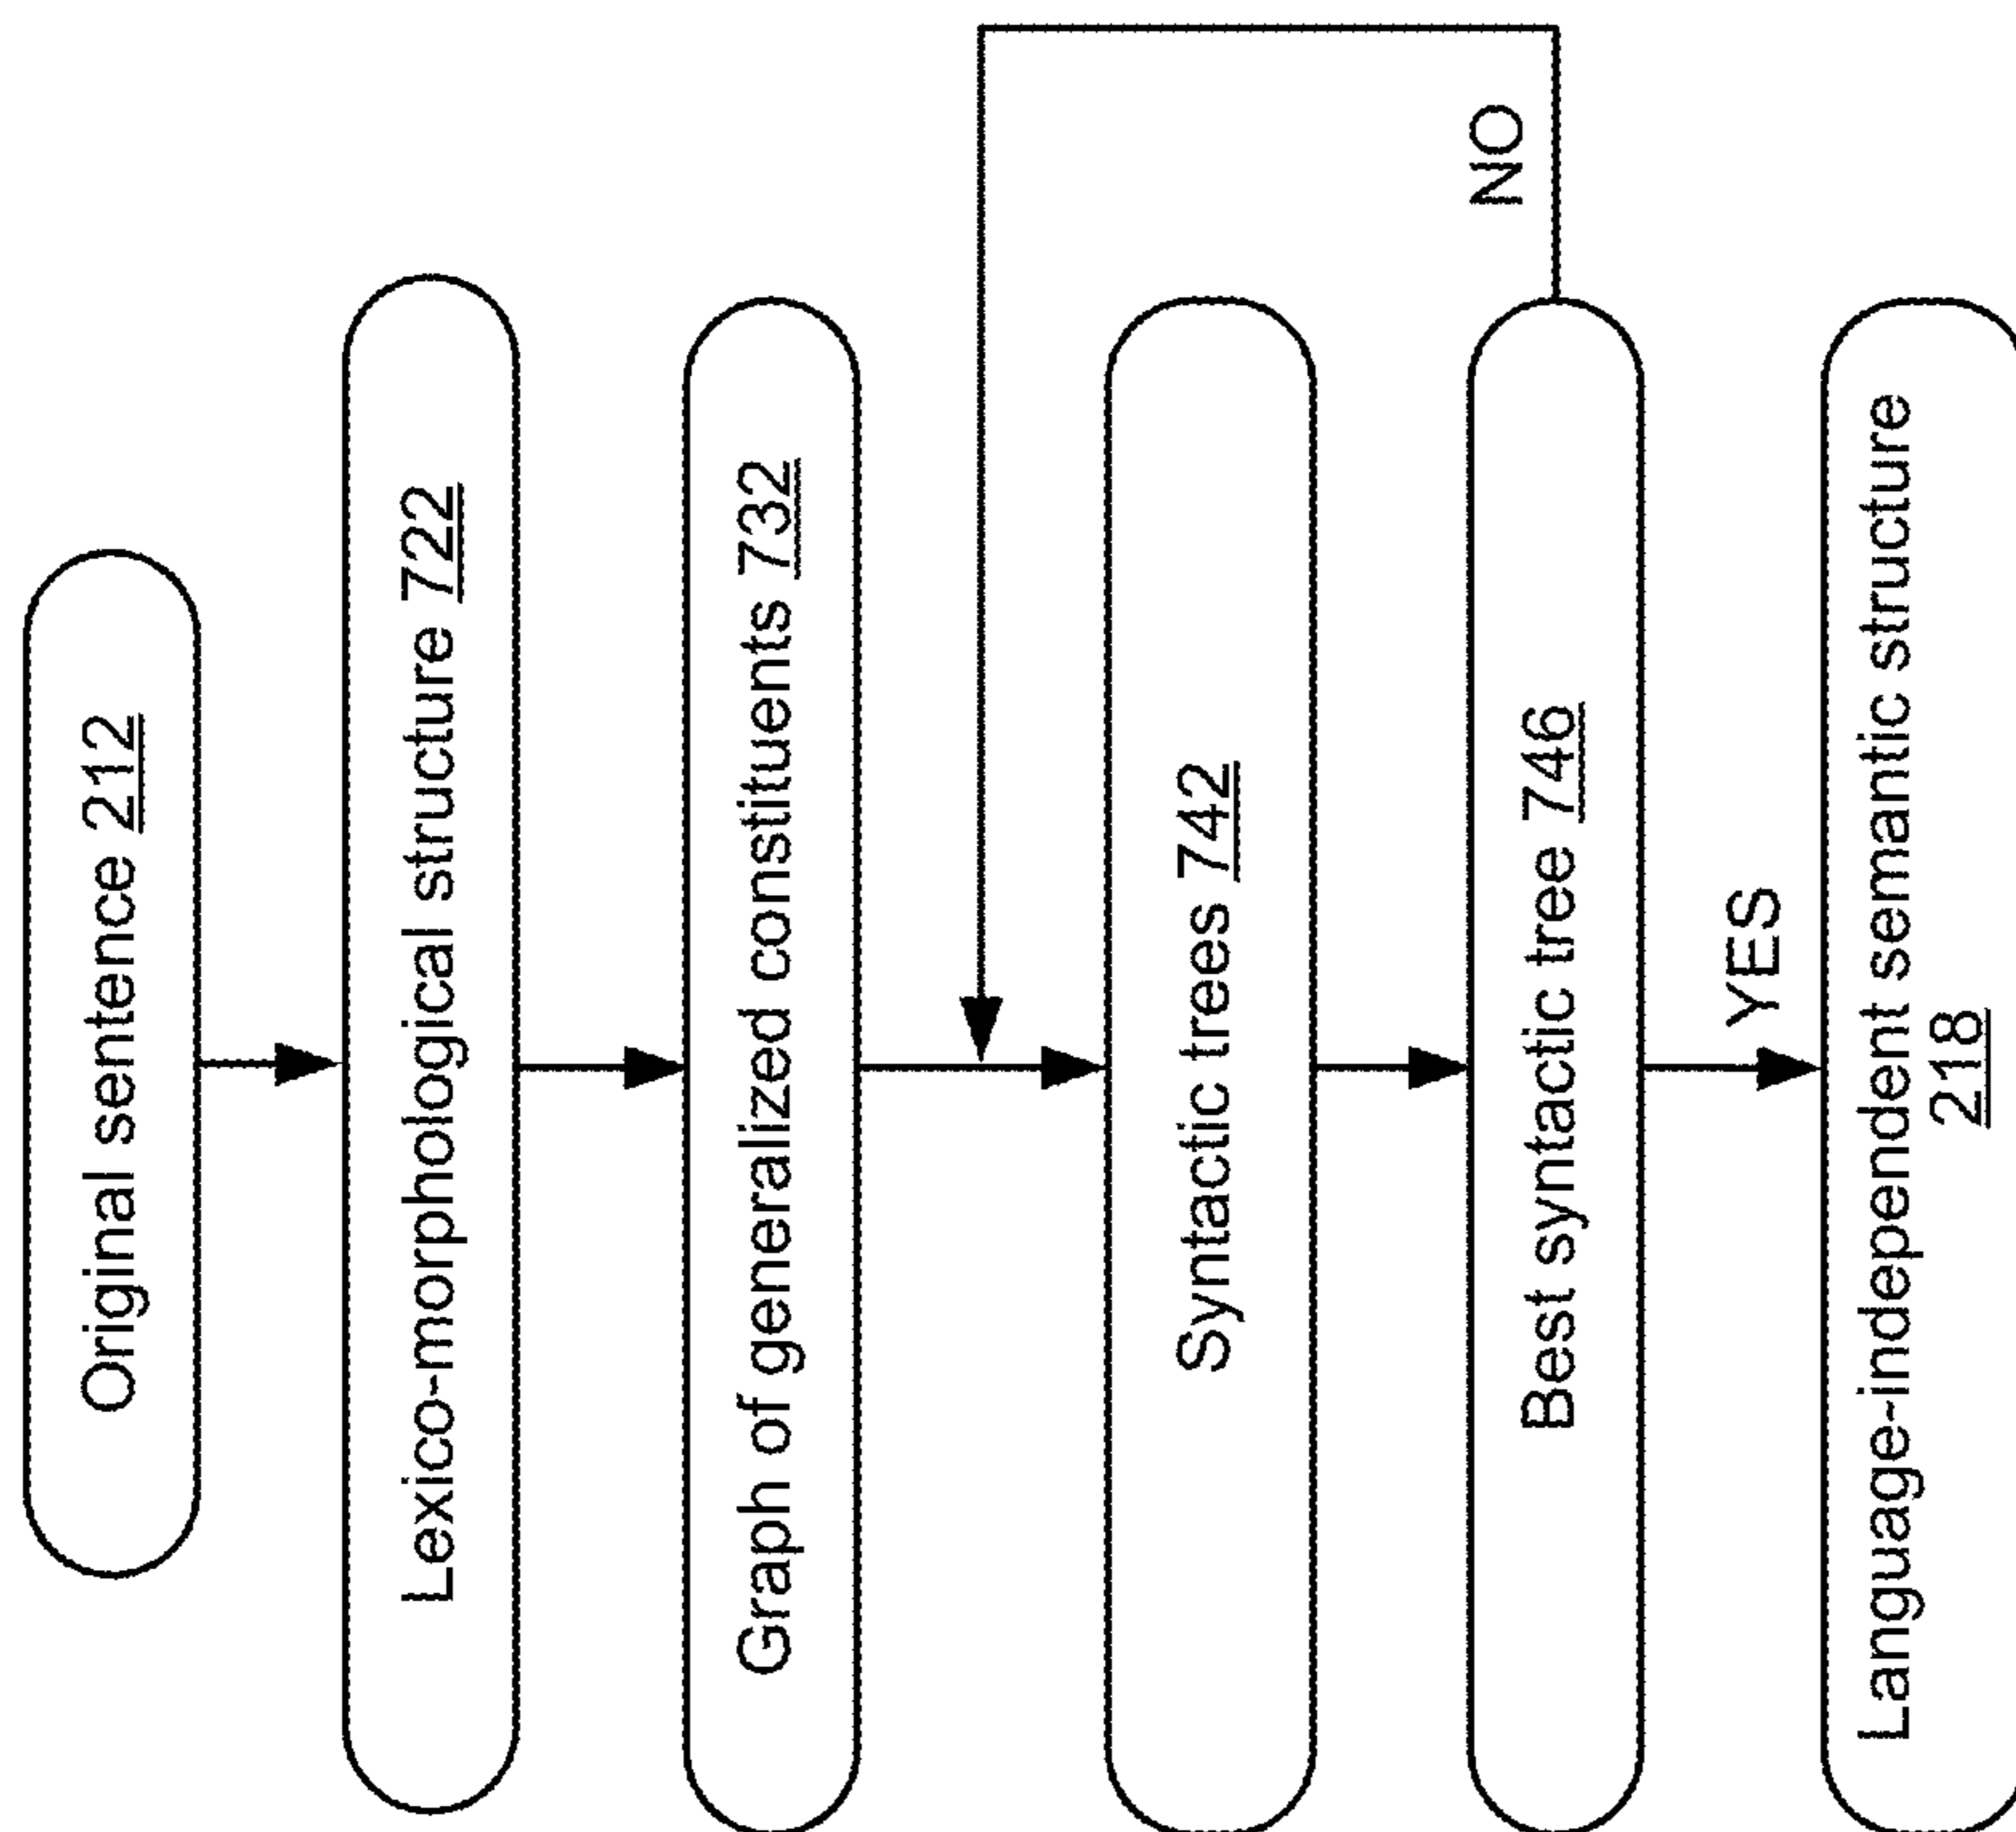 Original sentence 212
Lexico-morphological structure 722
Graph of generalized constituents 732
Syntactic trees 742
Best syntactic tree 746
NO
YES
Language-independent semantic structure
218